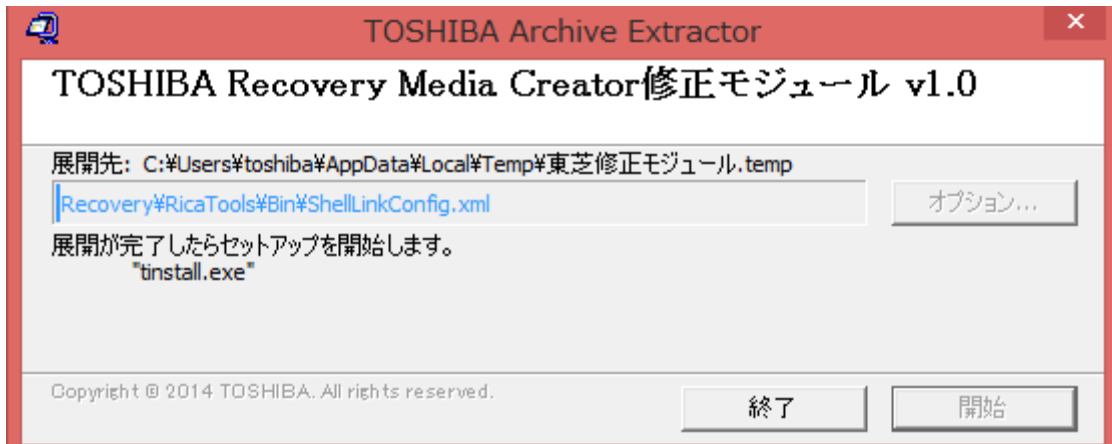 TOSHIBA Archive Extractor
×
TOSHIBA Recovery Media Creator修正モジュール v1.0
展開先: C:¥Users¥toshiba¥AppData¥Local¥Temp¥東芝修正モジュール.temp
Recovery¥RicaTools¥Bin¥ShellLinkConfig.xml
オプション...
展開が完了したらセットアップを開始します。
"tinstall.exe"
Copyright © 2014 TOSHIBA. All rights reserved.
終了
開始